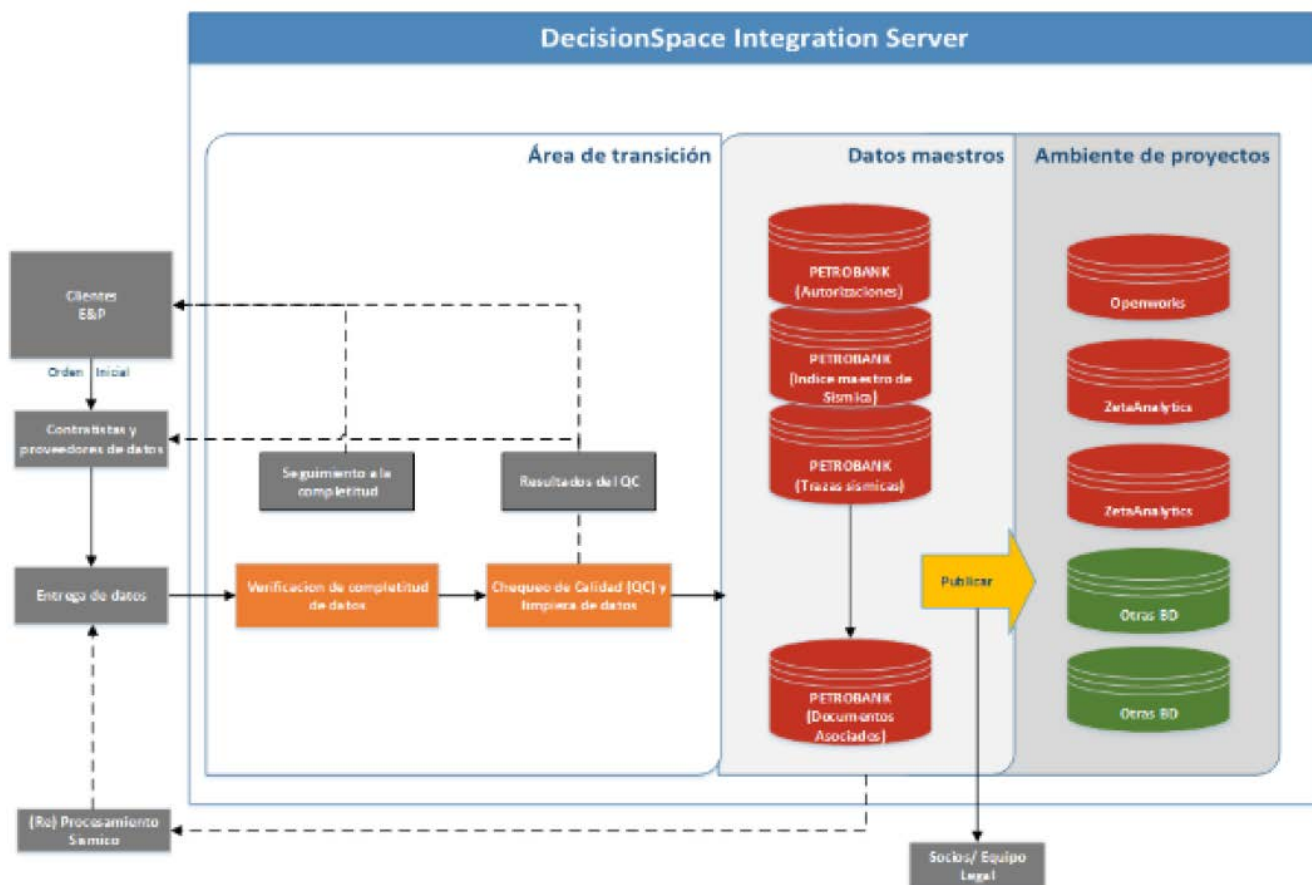 DecisionSpace Integration Server
Área de transición
Datos maestros
Ambiente de proyectos
Clientes
E&P
Orden Inicial
Contratistas y
proveedores de datos
Entrega de datos
(Re) Procesamiento
Sismico
Seguimiento a la
completitud
Resultados del QC
Verificacion de completitud
de datos
Chequeo de Calidad (QC) y
limpieza de datos
PETROBANK
(Autorizaciones)
PETROBANK
(Indice maestro de
Sísmica)
PETROBANK
(Trazas sísmicas)
PETROBANK
(Documentos
Asociados)
Publicar
Openworks
ZetaAnalytics
ZetaAnalytics
Otras BD
Otras BD
Socios/ Equipo
Legal